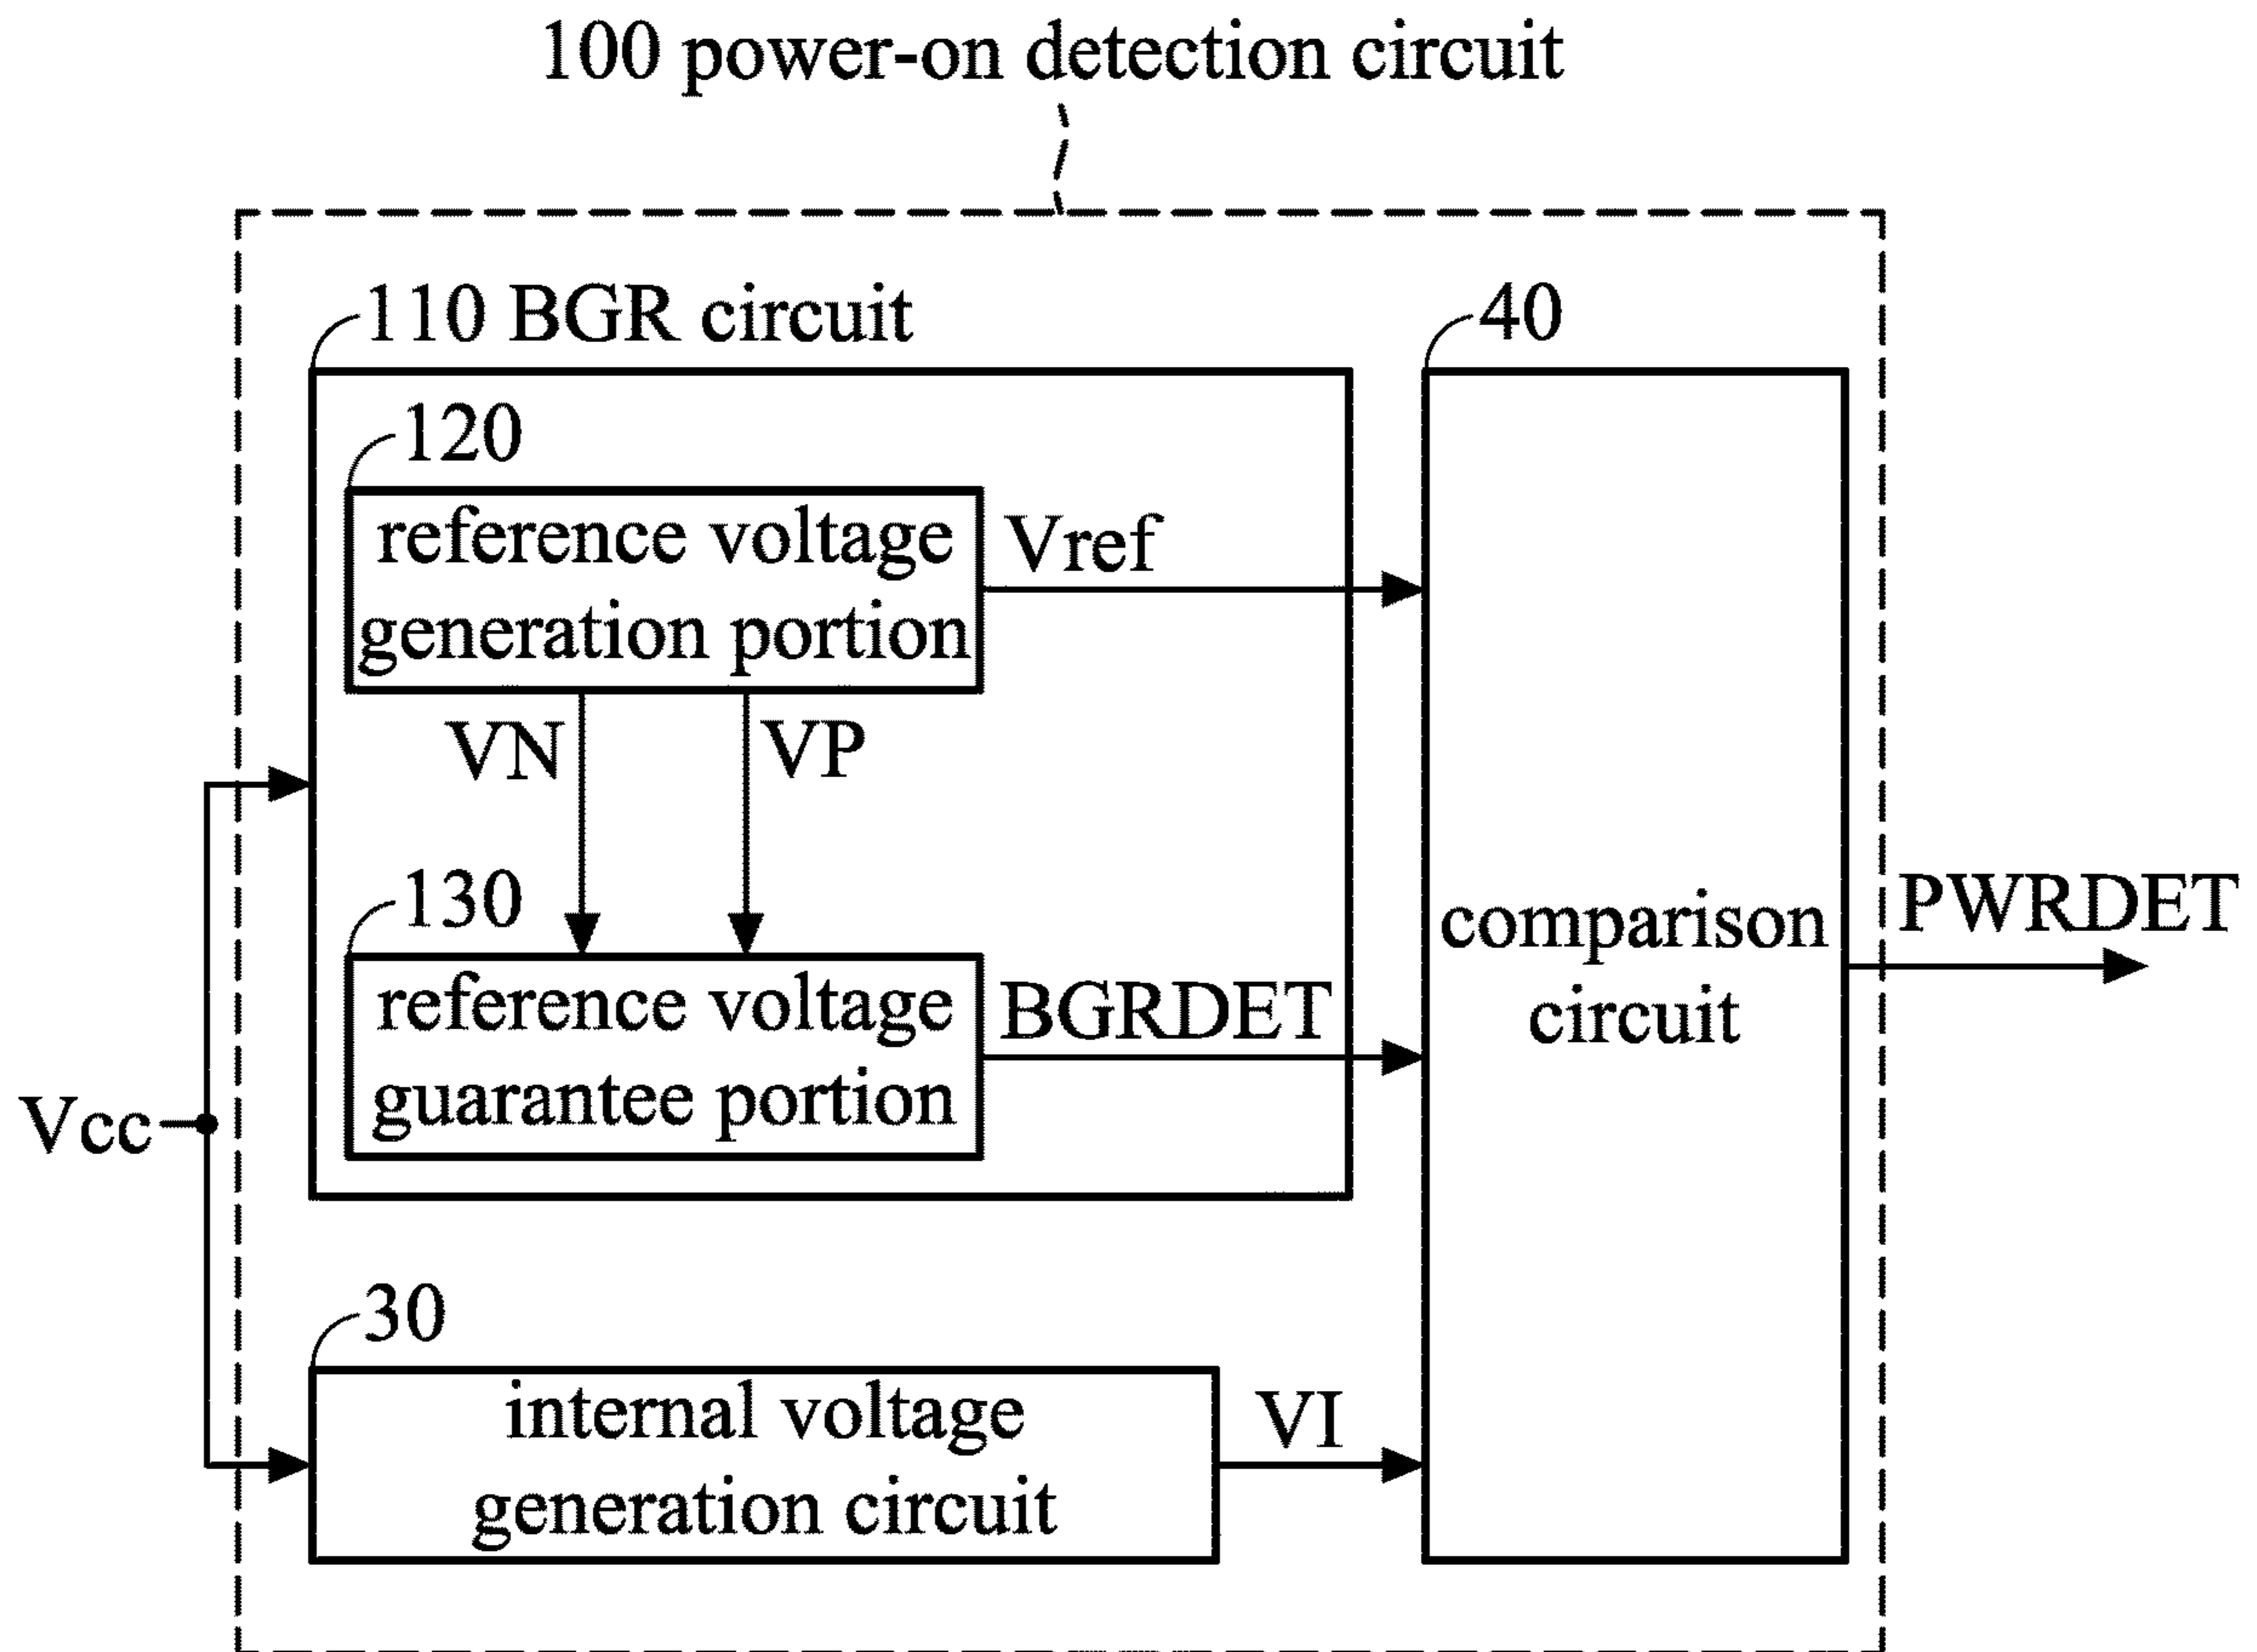 100 power-on detection circuit
110 BGR circuit
40
120
reference voltage
generation portion
Vref
VN
VP
130
reference voltage
guarantee portion
BGRDET
comparison
circuit
PWRDET
Vcc
30
internal voltage
generation circuit
VI